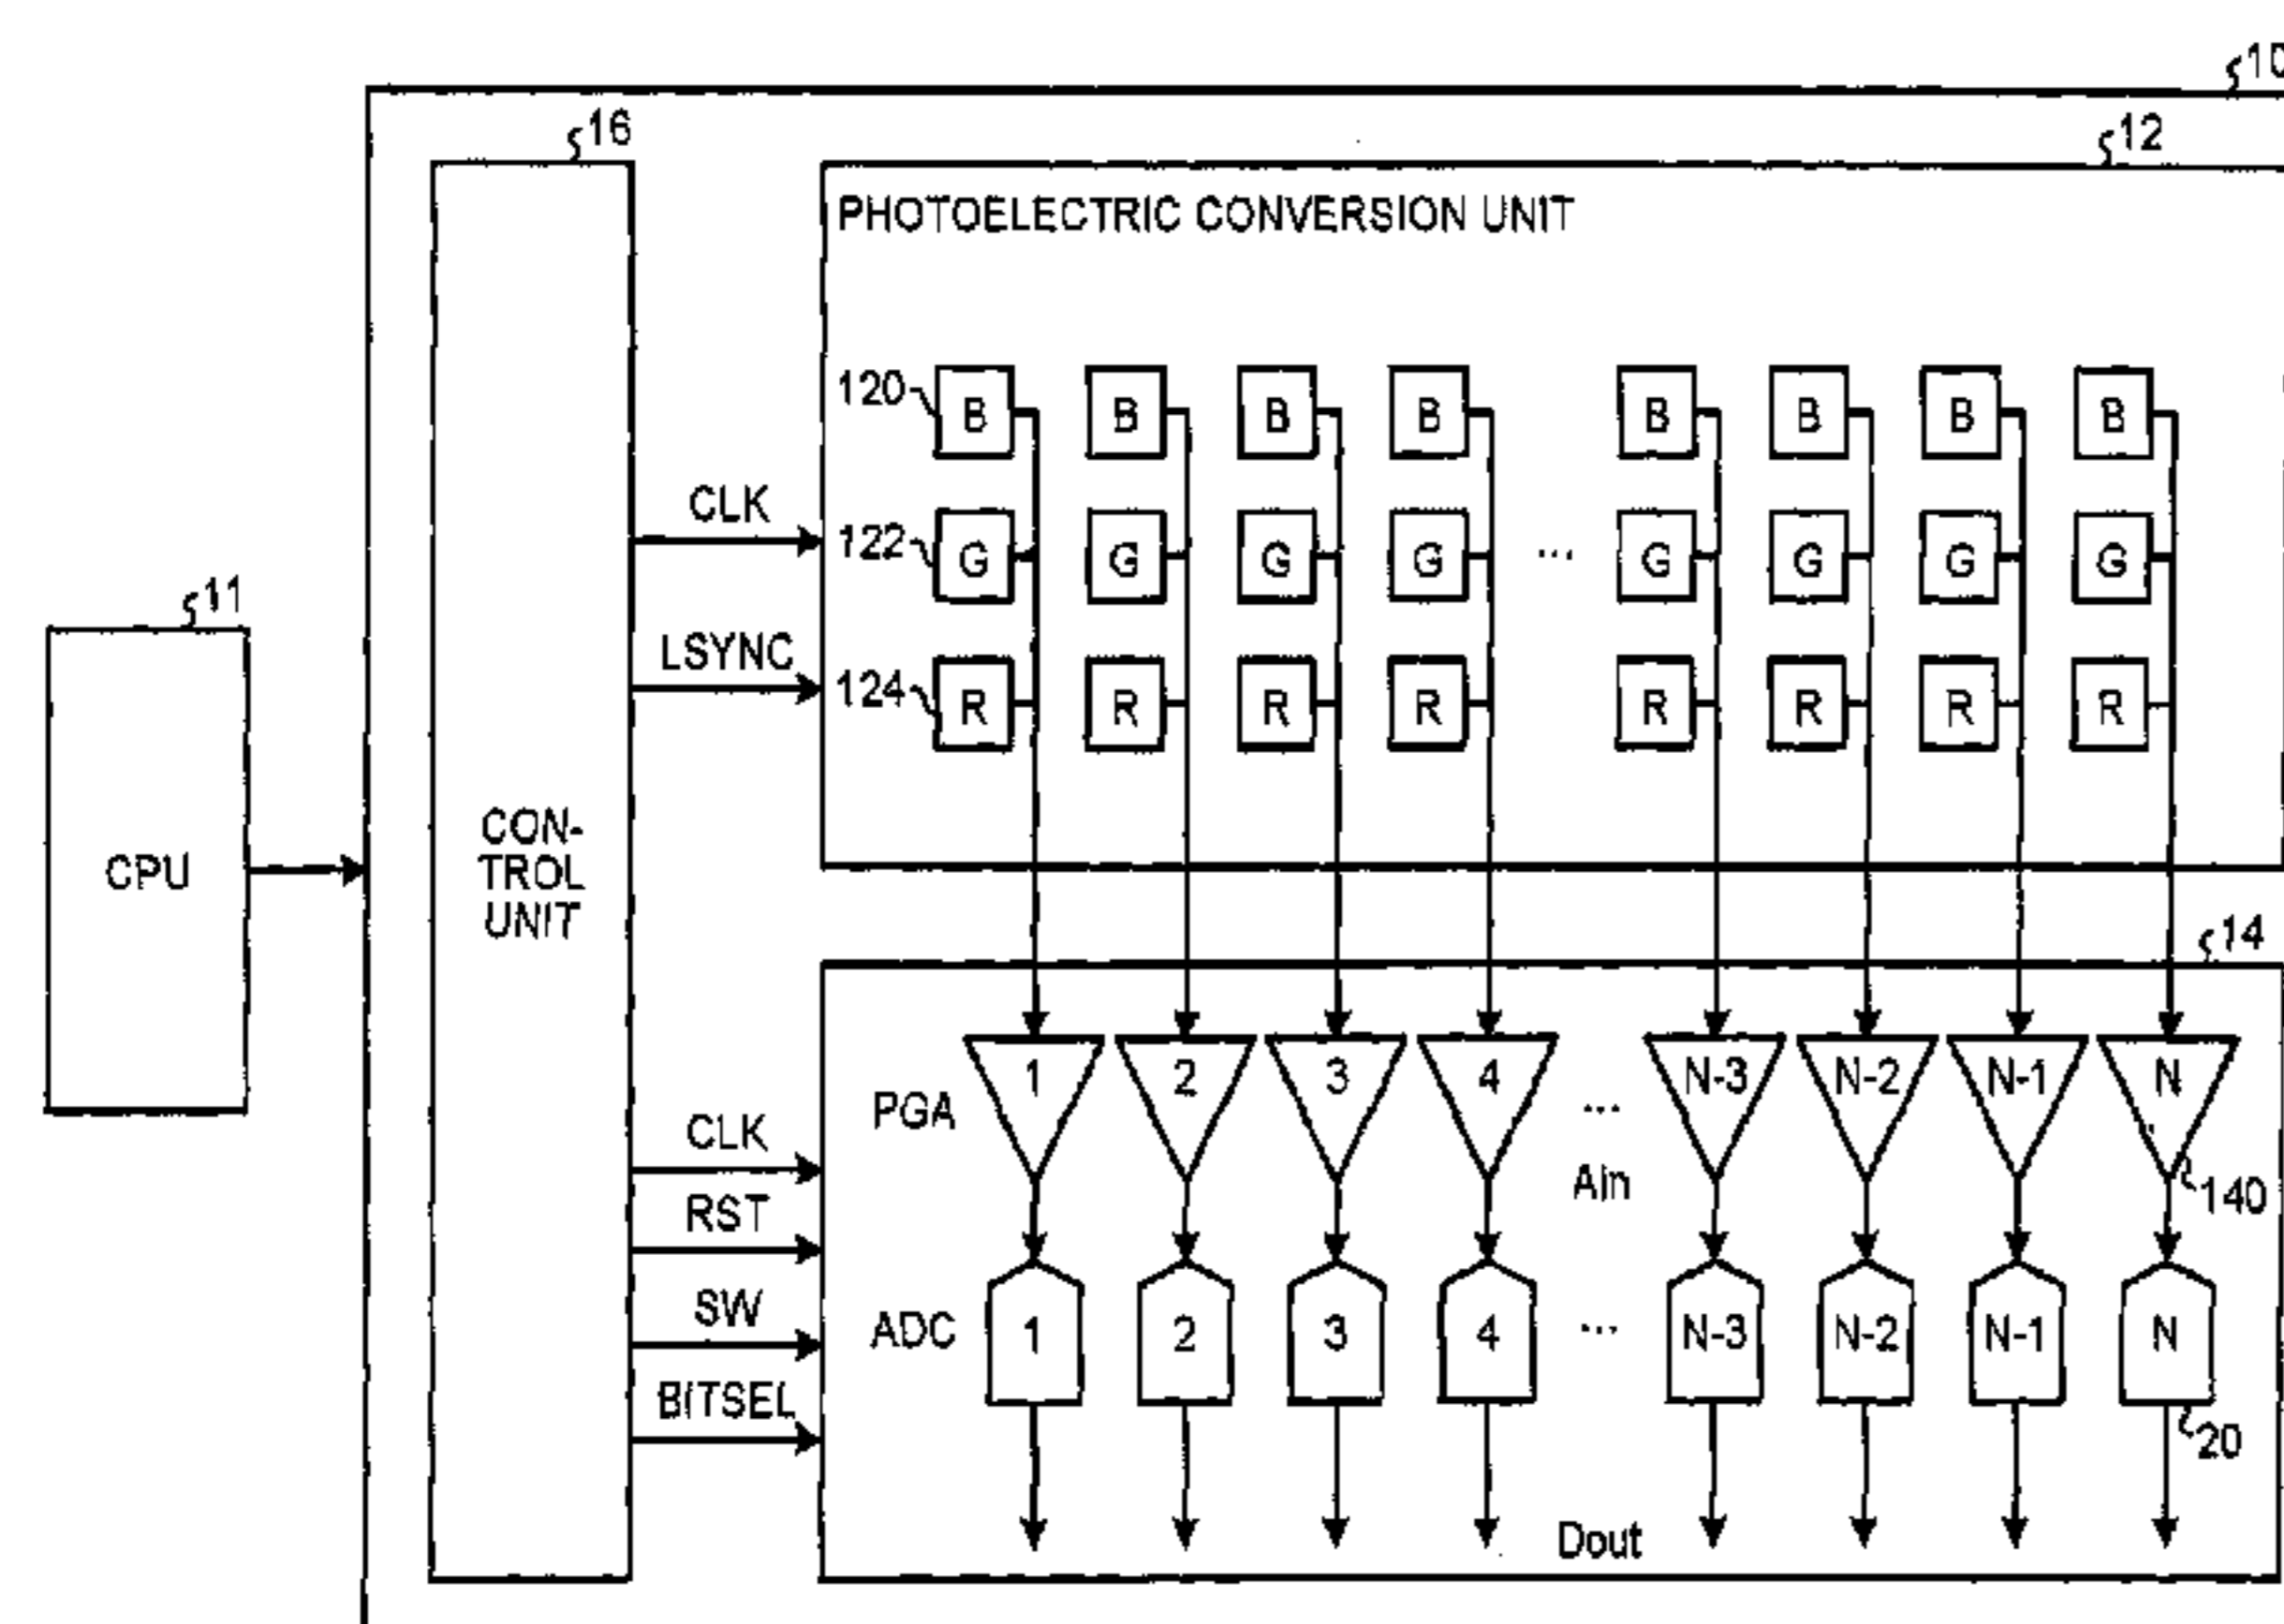 10
16
12
PHOTOELECTRIC CONVERSION UNIT
120 B B B B B B B B
CLK
122 G G G G ... G G G G
11
LSYNC
124 R R R R R R R R
CON-
TROL
UNIT
CPU
14
1 2 3 4 N-3 N-2 N-1 N
PGA ...
CLK
AIn
140
RST
SW
ADC 1 2 3 4 ... N-3 N-2 N-1 N
BITSEL
20
Dout